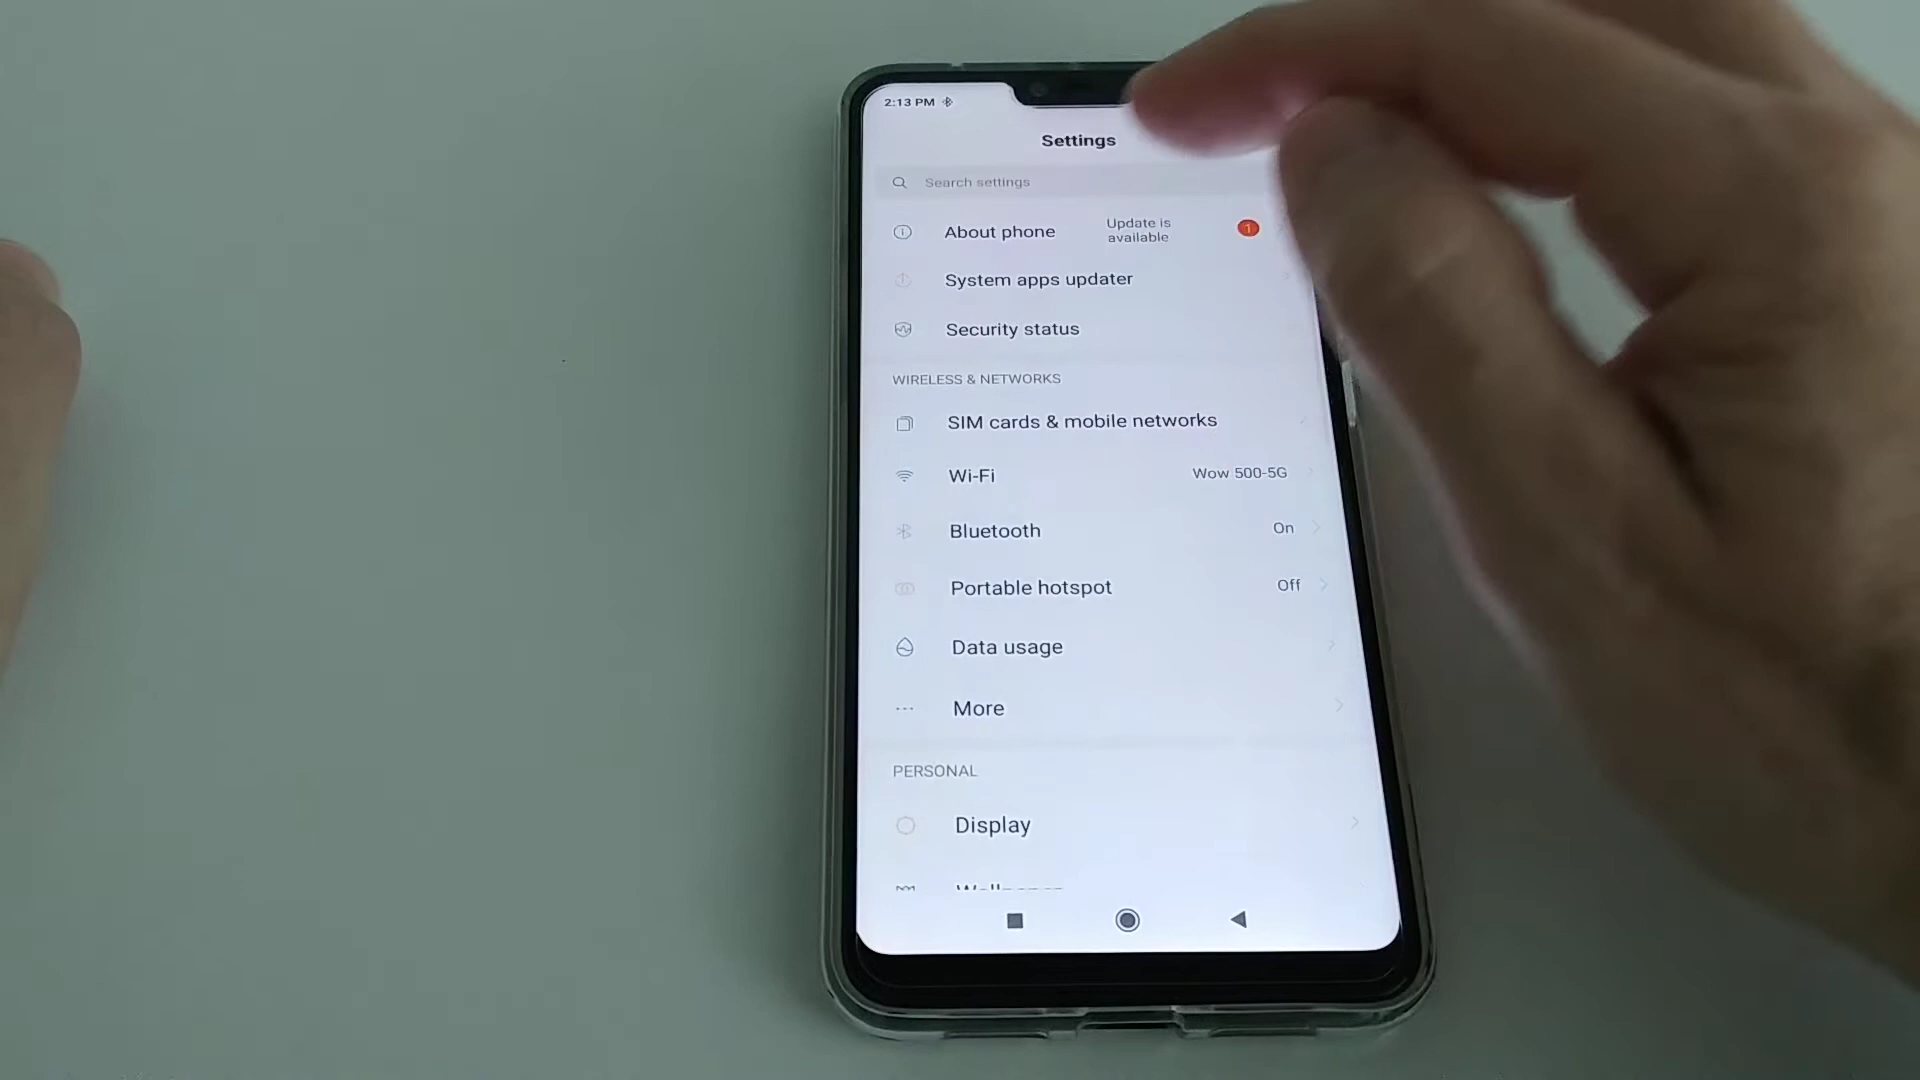 2:13 PM
Settings
Search settings
About phone
Update is
available
1
System apps updater
Security status
WIRELESS & NETWORKS
SIM cards & mobile networks
Wi-Fi
Wow 500-5G
Bluetooth
On
Portable hotspot
Off
Data usage
More
PERSONAL
Display